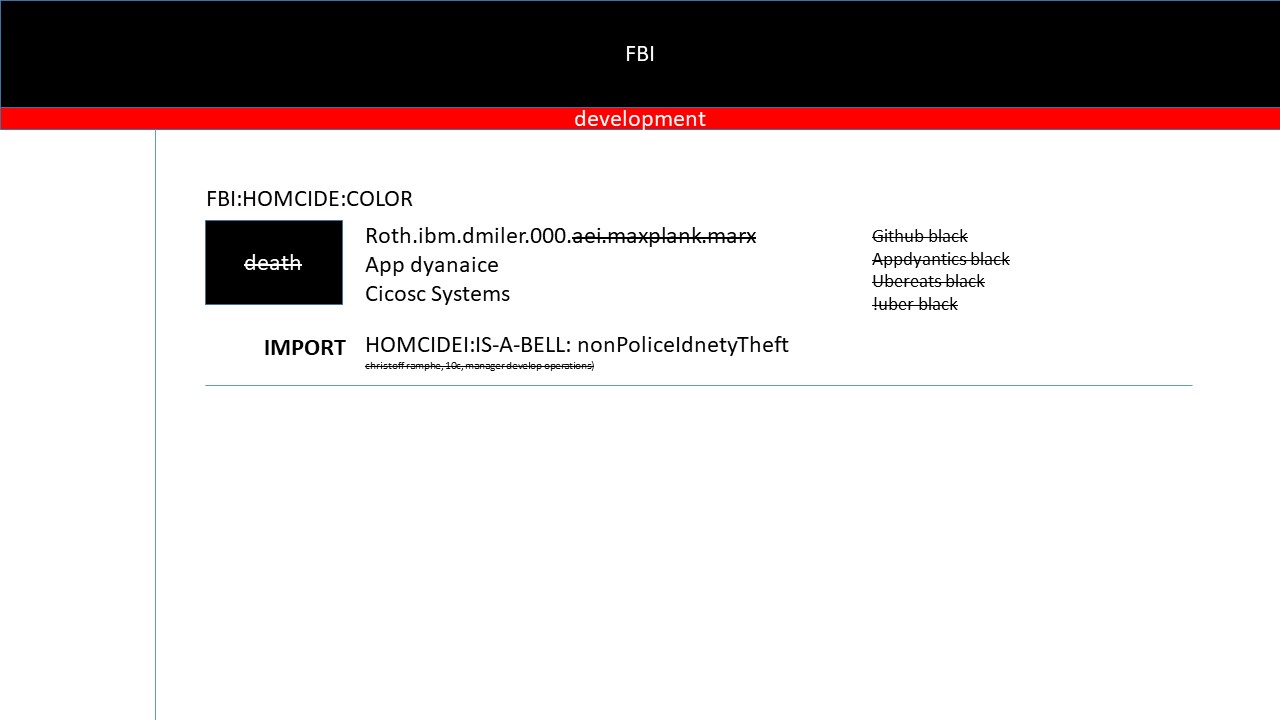 FBI
development
FBI:HOMCIDE:COLOR
death
Roth.ibm.dmiler.000.aei.maxplank.marx
App dyanaice
Cicosc Systems
Github black
Appdyantics black
Ubereats black
!uber black
IMPORT
HOMCIDEI:IS-A-BELL: nonPoliceIdnetyTheft
christoff ramphe, 10c, manager develop operations)